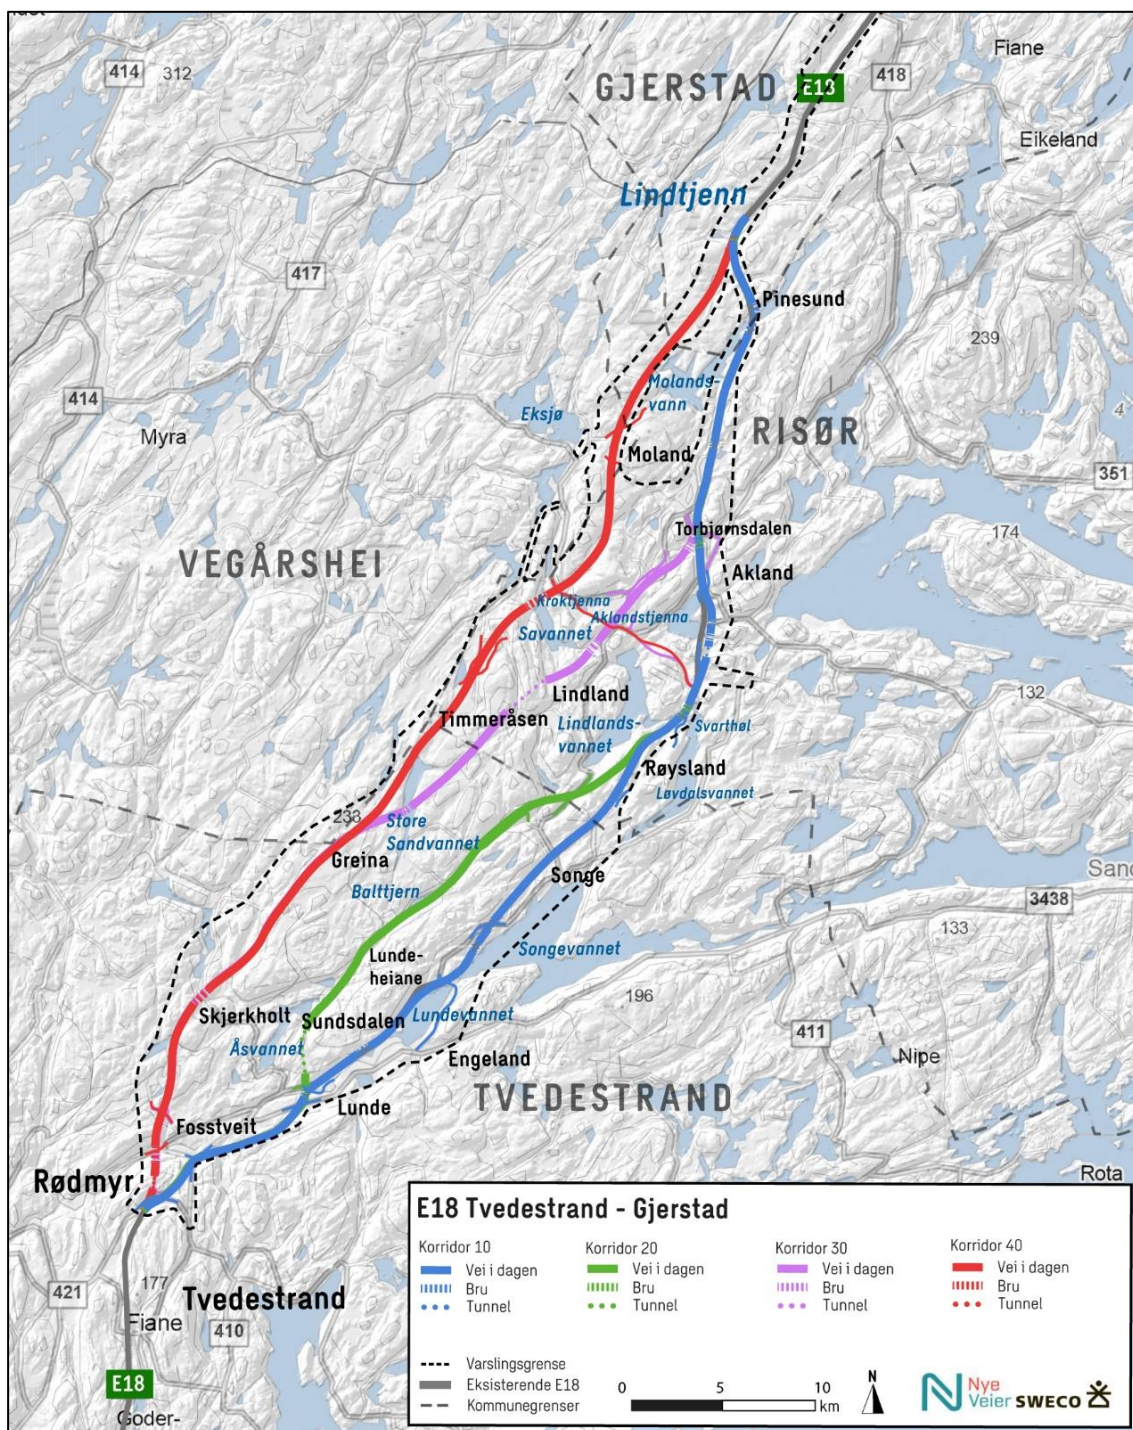 414
312
Fiane
418
GJERSTAD
E18
Eikeland
Lindtjenn
417
Pinesund
239
414
Molands-
vann
Eksjø
4
Myra
RISØR
Moland
351
Torbjørnsdalen
174
VEGÅRSHEI
Akland
Kroktjenna
Aklandstjenna
Savannet
Lindland
132
Timmeråsen
Lindlands-
vannet
Svarthøl
Røysland
Løvdalsvannet
233
Store
Sandvannet
Greina
Songe
Balttjern
Sand
3438
133
Songevannet
Lunde-
heiane
196
Skjerkholt
Sundsdalen
Lundevannet
411
Åsvannet
Engeland
Nipe
TVEDESTRAND
Lunde
Fosstveit
Rødmyr
Rota
421
177
Tvedestrand
Fiane
410
E18
Goder-
E18 Tvedestrand - Gjerstad
Korridor 10 Korridor 20 Korridor 30 Korridor 40
Vei i dagen Vei i dagen Vei i dagen Vei i dagen
Bru Bru Bru Bru
Tunnel Tunnel Tunnel Tunnel
Varslingsgrense
Eksisterende E18
Kommunegrenser
0 5 10
km
N
Nye
Veier
SWECO